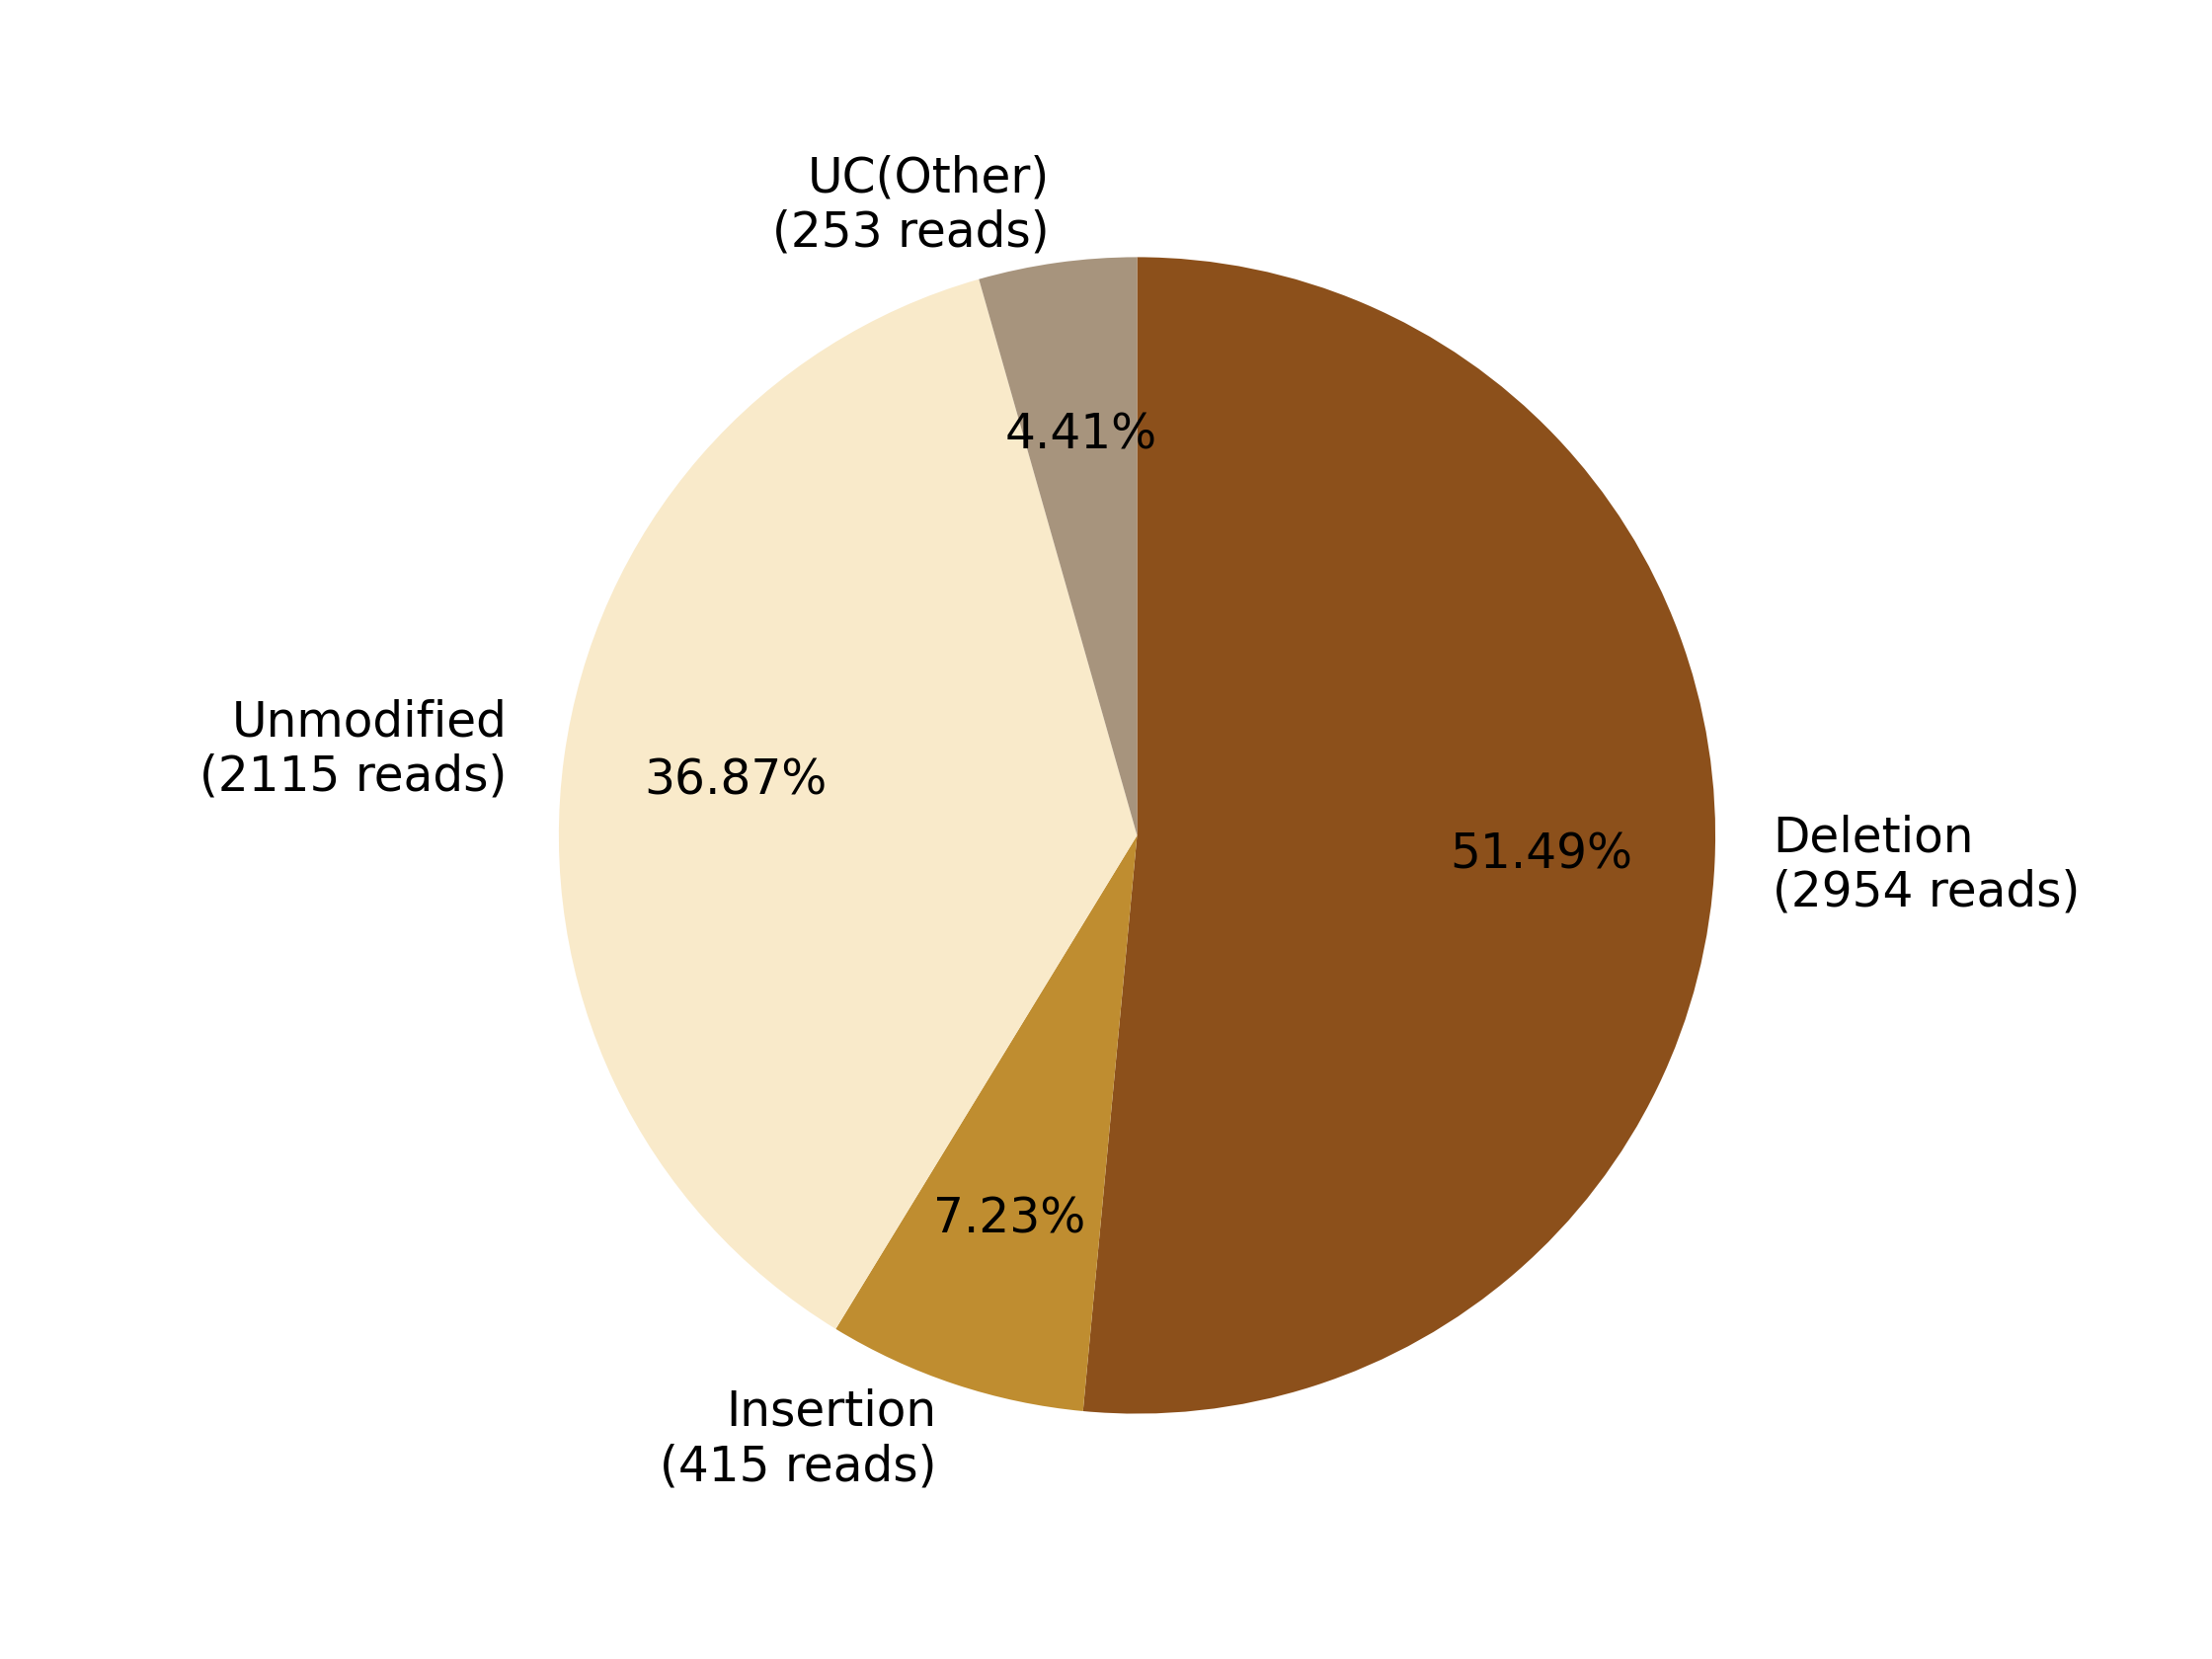 UC(Other)
(253 reads)
4.41%
Unmodified
(2115 reads)
36.87%
Deletion
(2954 reads)
51.49%
7.23%
Insertion
(415 reads)